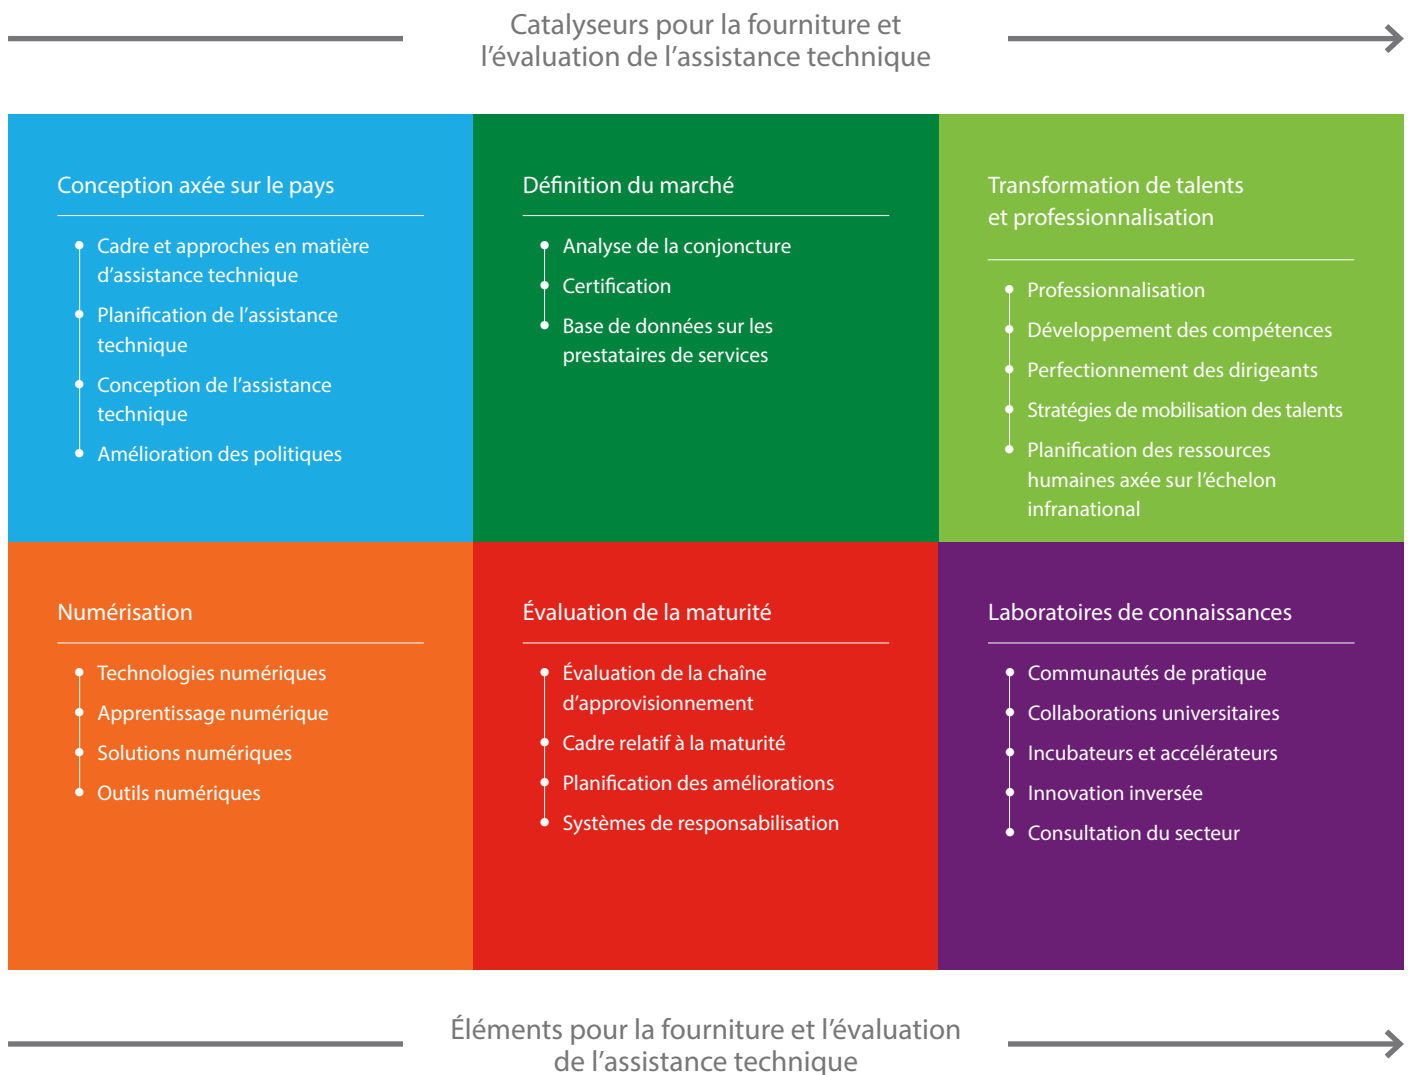 Catalyseurs pour la fourniture et
l’évaluation de l’assistance technique
Conception axée sur le pays
Cadre et approches en matière
d’assistance technique
Planification de l’assistance
technique
Conception de l’assistance
technique
Amélioration des politiques
Définition du marché
Analyse de la conjoncture
Certification
Base de données sur les
prestataires de services
Transformation de talents
et professionnalisation
Professionnalisation
Développement des compétences
Perfectionnement des dirigeants
Stratégies de mobilisation des talents
Planification des ressources
humaines axée sur l’échelon
infranational
Numérisation
Technologies numériques
Apprentissage numérique
Solutions numériques
Outils numériques
Évaluation de la maturité
Évaluation de la chaîne
d’approvisionnement
Cadre relatif à la maturité
Planification des améliorations
Systèmes de responsabilisation
Laboratoires de connaissances
Communautés de pratique
Collaborations universitaires
Incubateurs et accélérateurs
Innovation inversée
Consultation du secteur
Éléments pour la fourniture et l’évaluation
de l’assistance technique